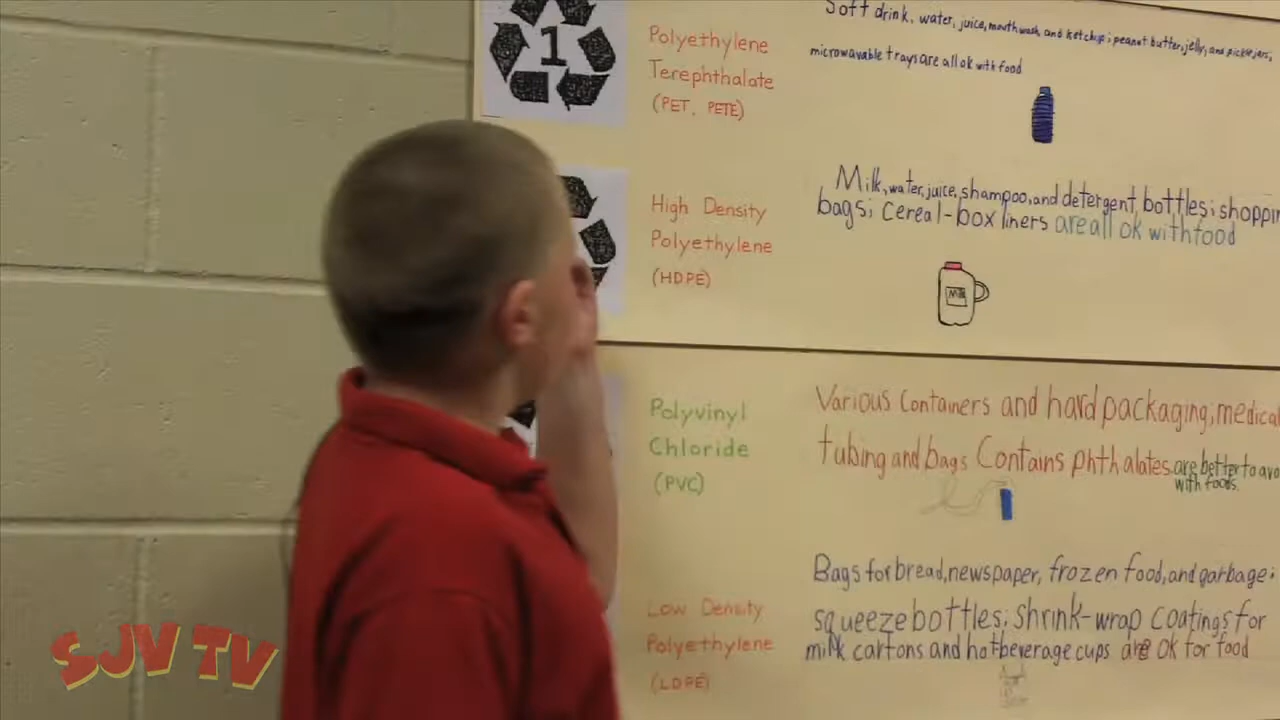 1
Polyethylene
Terephthalate
(PET, PETE)
Soft drink, water, juice, mouthwash and ketchup; peanut butter, jelly, and pickle jars,
microwavable trays are all ok with food
High Density
Polyethylene
(HDPE)
Milk, water, juice, shampoo, and detergent bottles; shoppin
bags; cereal-box liners are all ok with food
Milk
Polyvinyl
Chloride
(PVC)
Various Containers and hard packaging; medical
tubing and bags Contains phthalates. are better to avo
with foods.
Low Density
Polyethylene
(LDPE)
Bags for bread, newspaper, frozen food, and garbage;
squeeze bottles; shrink-wrap coatings for
milk cartons and hot beverage cups are ok for food
SJV TV